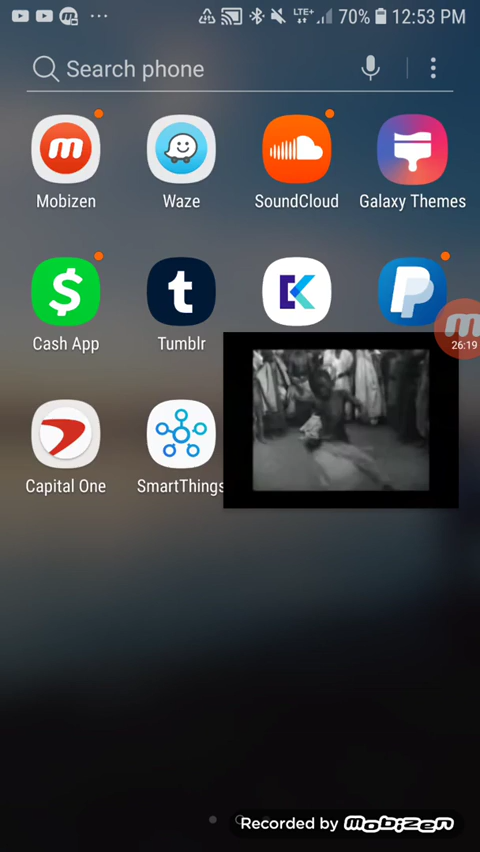 70% 12:53 PM
LTE+
Search phone
Mobizen Waze SoundCloud Galaxy Themes
Cash App Tumblr
26:19
Capital One SmartThings
Recorded by mobizen